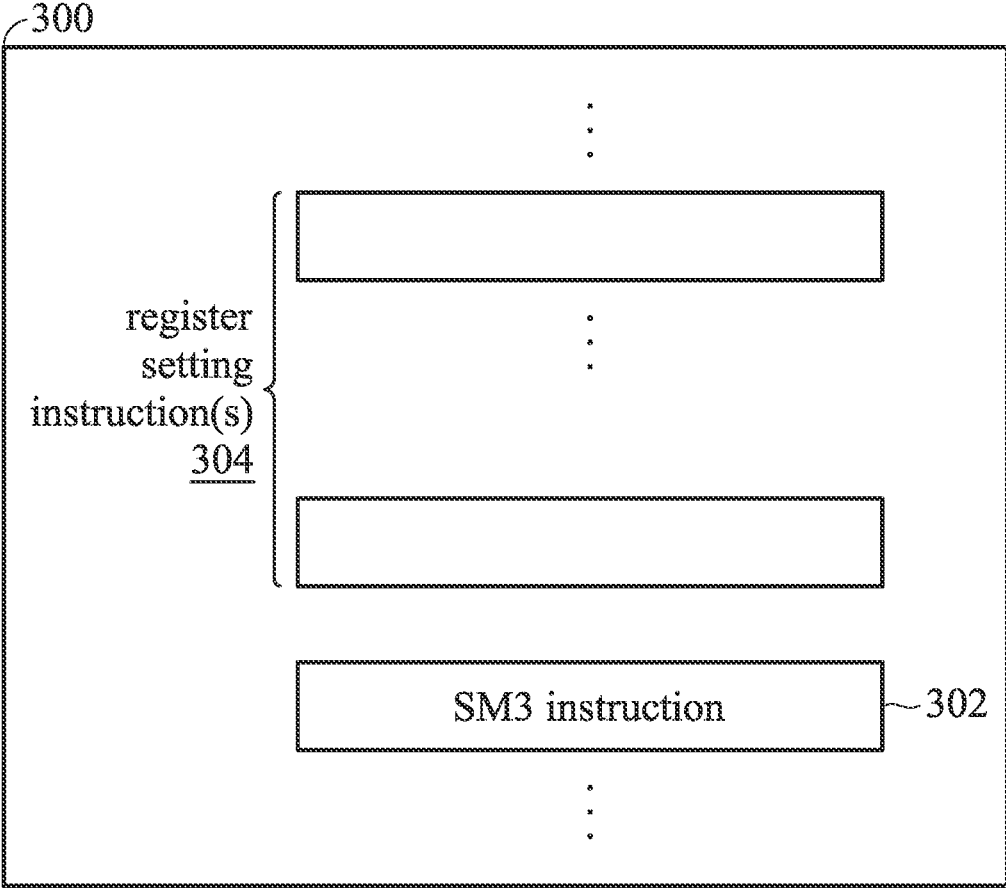 300
register
setting
instruction(s)
304
SM3 instruction
302